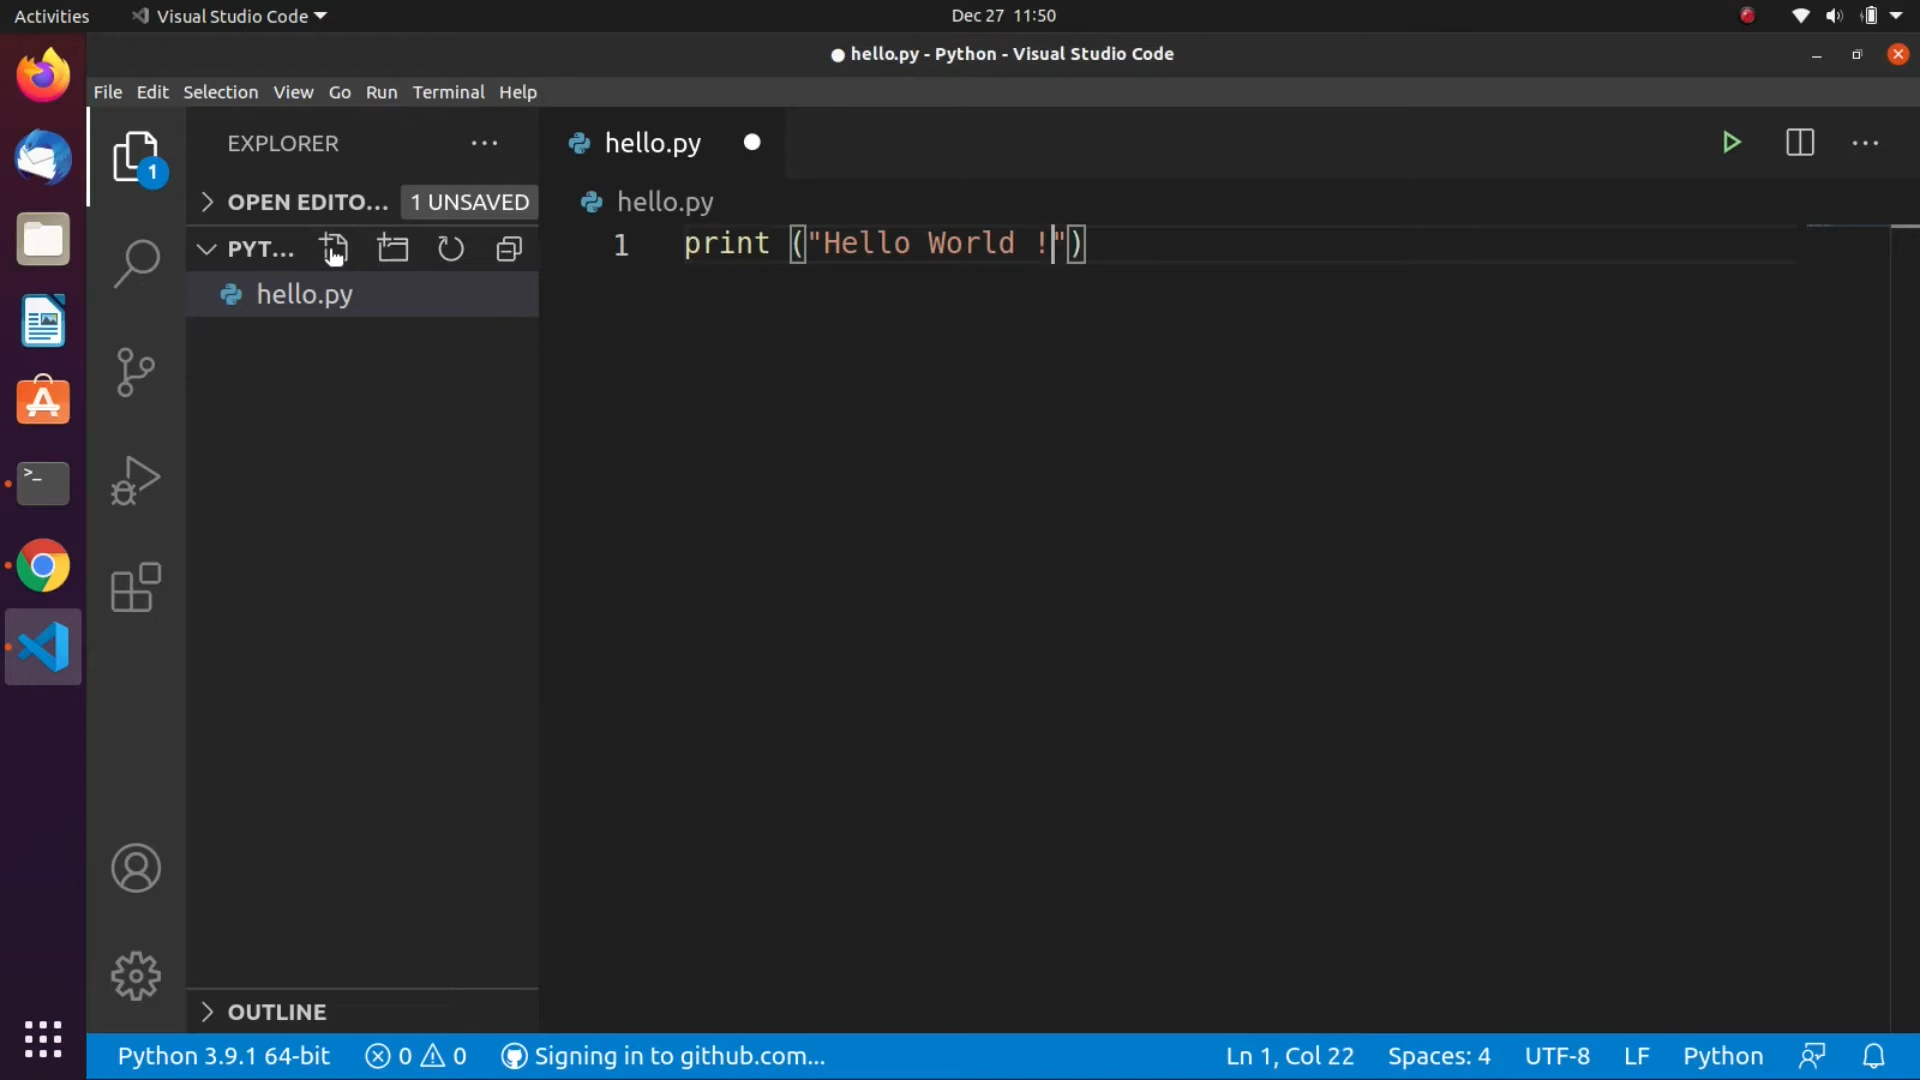 Activities
Visual Studio Code
Dec 27 11:50
● hello.py - Python - Visual Studio Code
File Edit Selection View Go Run Terminal Help
EXPLORER
OPEN EDITO... 1 UNSAVED
PYT...
hello.py
1
hello.py
hello.py
1 print ("Hello World !")
>_
OUTLINE
Python 3.9.1 64-bit 0 0 Signing in to github.com... Ln 1, Col 22 Spaces: 4 UTF-8 LF Python